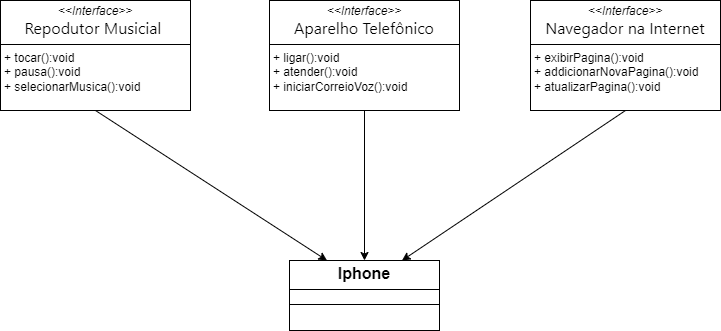 <<Interface>>
Repodutor Musicial
+ tocar():void
+ pausa():void
+ selecionarMusica():void
<<Interface>>
Aparelho Telefônico
+ ligar():void
+ atender():void
+ iniciarCorreioVoz():void
<<Interface>>
Navegador na Internet
+ exibirPagina():void
+ addicionarNovaPagina():void
+ atualizarPagina():void
Iphone